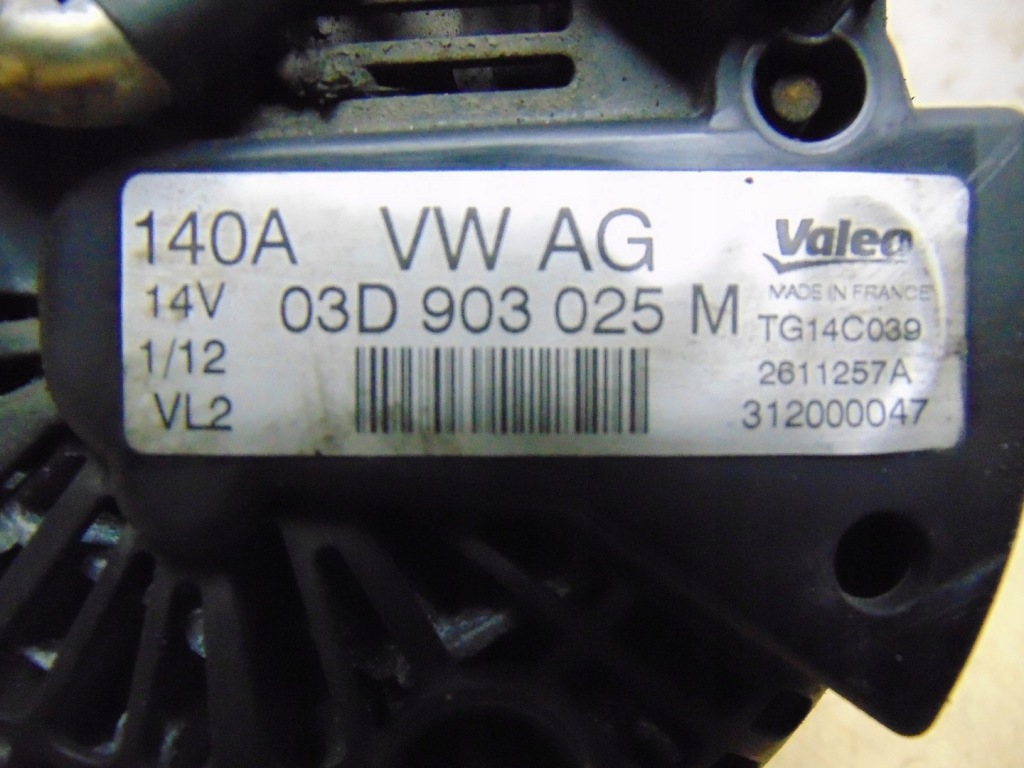 140A VW AG Valeo
14V 03D 903 025 M MADE IN FRANCE
TG14C039
1/12 2611257A
VL2 312000047